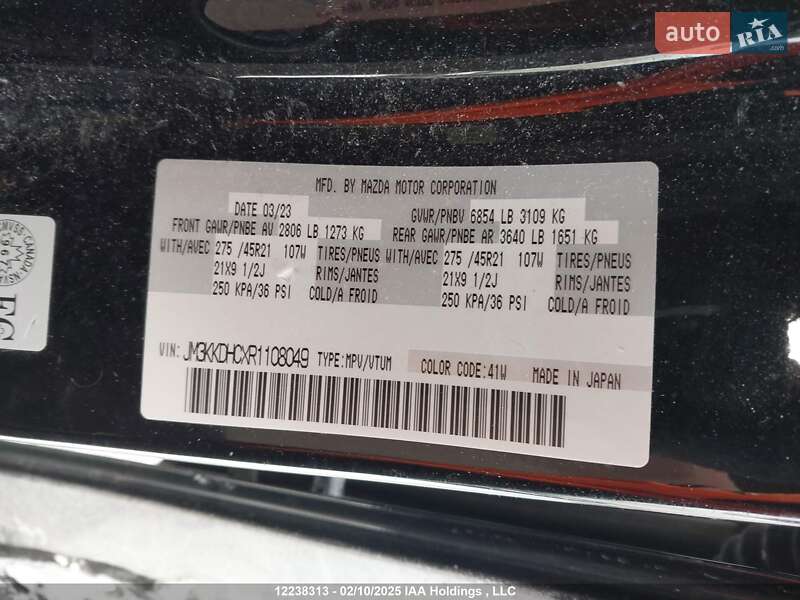 auto RIA.com
MFD. BY MAZDA MOTOR CORPORATION
DATE 03/23 GVWR/PNBV 6854 LB 3109 KG
FRONT GAWR/PNBE AV 2806 LB 1273 KG REAR GAWR/PNBE AR 3640 LB 1651 KG
WITH/AVEC 275 /45R21 107W TIRES/PNEUS WITH/AVEC 275 /45R21 107W TIRES/PNEUS
21X9 1/2J RIMS/JANTES 21X9 1/2J RIMS/JANTES
250 KPA/36 PSI COLD/A FROID 250 KPA/36 PSI COLD/A FROID
VIN: JM3KKDHCXR1108049 TYPE:MPV/VTUM COLOR CODE:41W MADE IN JAPAN
12238313 - 02/10/2025 IAA Holdings , LLC